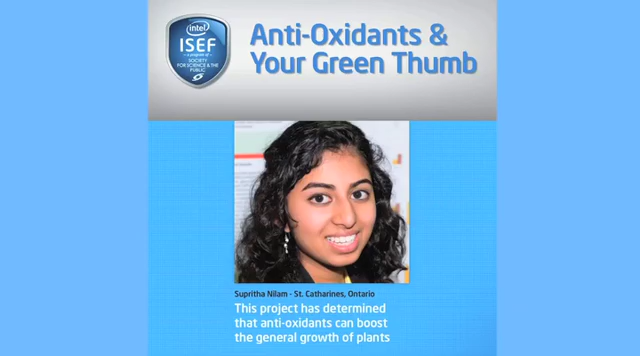 intel
ISEF
a program of
SOCIETY
FOR SCIENCE & THE
PUBLIC
Anti-Oxidants &
Your Green Thumb
Supritha Nilam - St. Catharines, Ontario
This project has determined
that anti-oxidants can boost
the general growth of plants